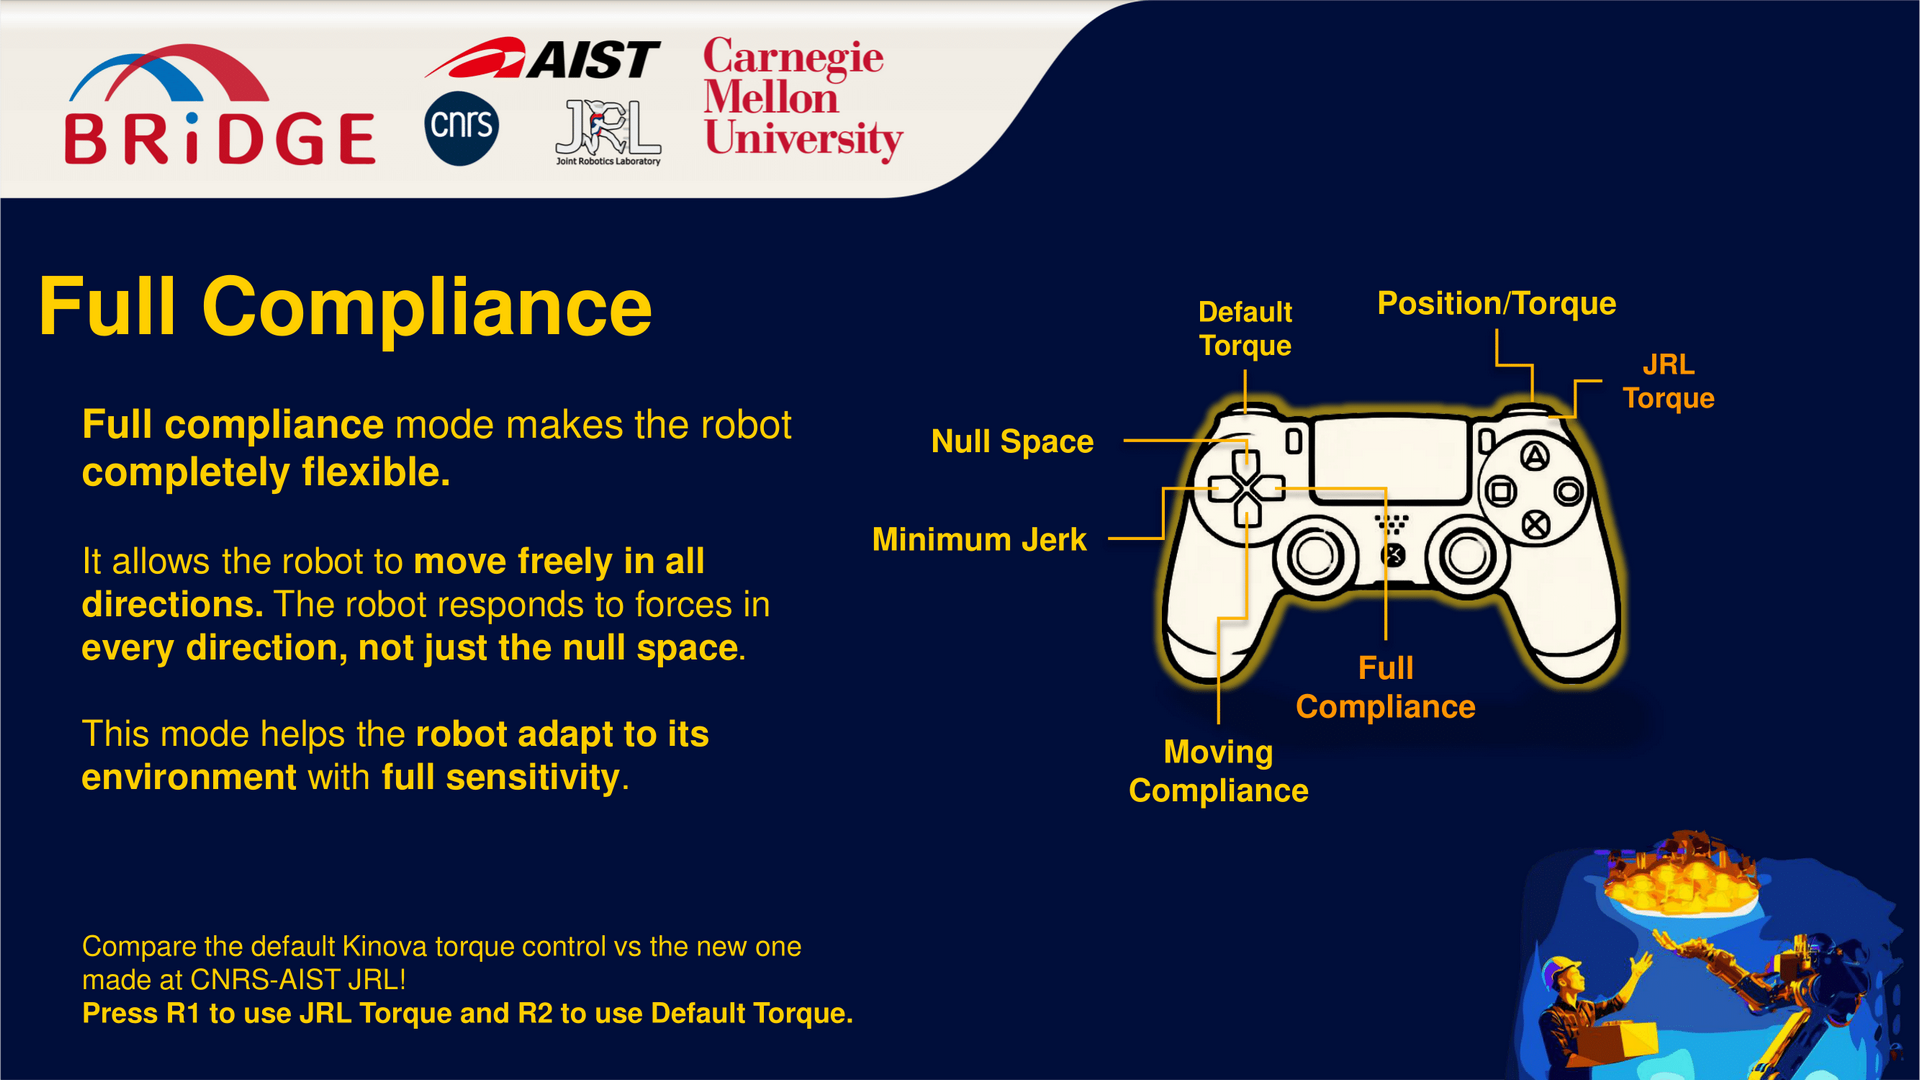 BRiDGE
AIST
cnrs
JRL
Joint Robotics Laboratory
Carnegie
Mellon
University
Full Compliance
Full compliance mode makes the robot
completely flexible.
It allows the robot to move freely in all
directions. The robot responds to forces in
every direction, not just the null space.
This mode helps the robot adapt to its
environment with full sensitivity.
Compare the default Kinova torque control vs the new one
made at CNRS-AIST JRL!
Press R1 to use JRL Torque and R2 to use Default Torque.
Default
Torque
Position/Torque
JRL
Torque
Null Space
Minimum Jerk
A
X
Full
Compliance
Moving
Compliance